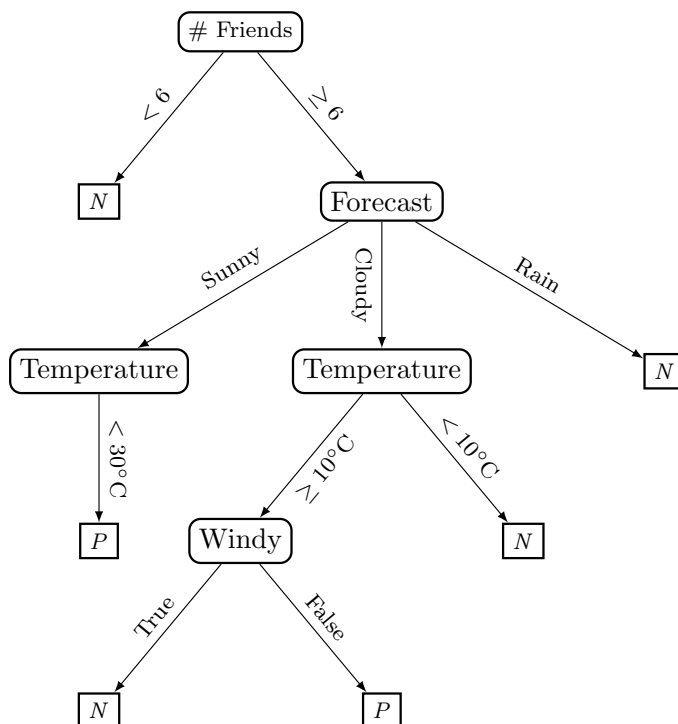 # Friends
< 6
≥ 6
N
Forecast
Sunny
Cloudy
Rain
Temperature
Temperature
N
< 30°C
≥ 10°C
< 10°C
P
Windy
N
True
False
N
P